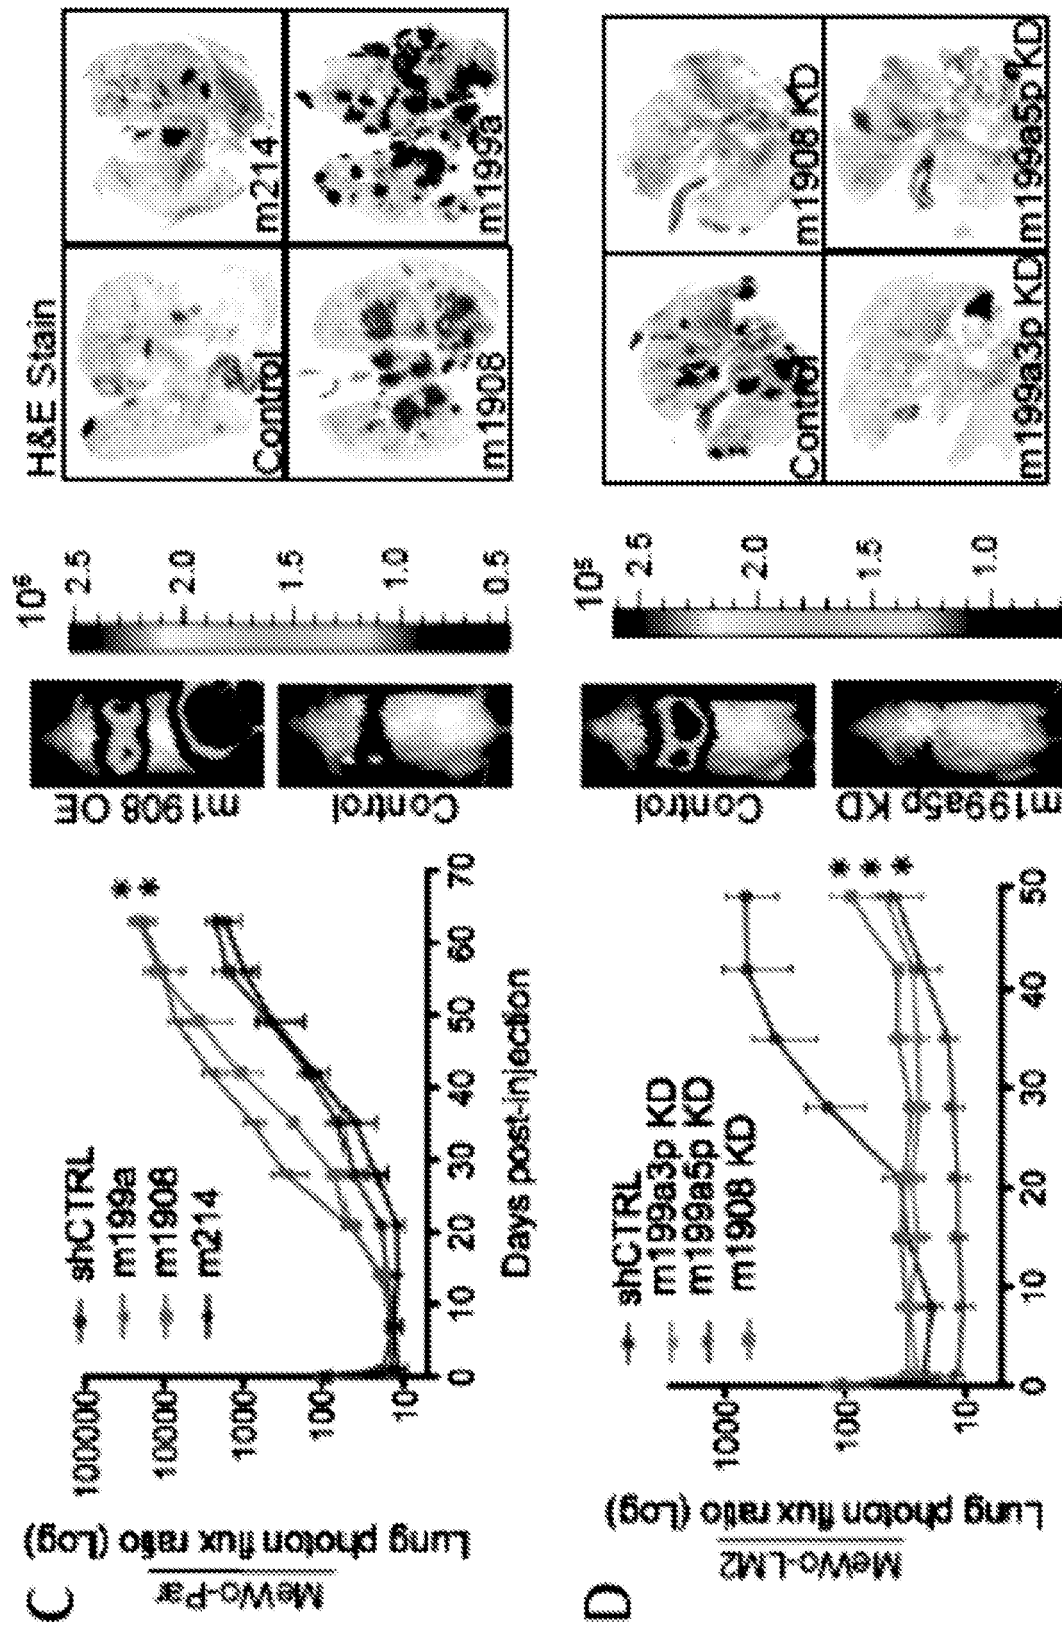 C
MeWo-Par
Lung photon flux ratio (Log)
100000
10000
1000
100
10
shCTRL
m199a
m1908
m214
**
0 10 20 30 40 50 60 70
Days post-injection
m1908 OE
Control
10⁵
2.5
2.0
1.5
1.0
0.5
H&E Stain
Control
m214
m1908
m199a
D
MeWo-LM2
Lung photon flux ratio (Log)
1000
100
10
shCTRL
m199a3p KD
m199a5p KD
m1908 KD
***
0 10 20 30 40 50
Control
m199a5p KD
10⁵
2.5
2.0
1.5
1.0
Control
m1908 KD
m199a3p KD
m199a5p KD